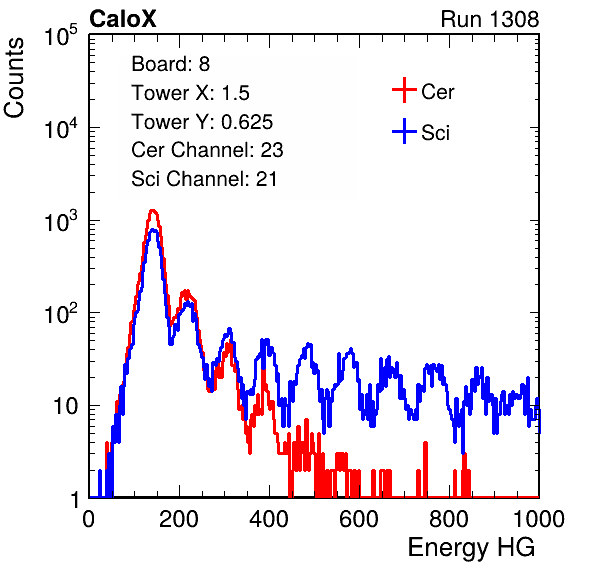 CaloX Run 1308
Counts
Board: 8
Tower X: 1.5
Tower Y: 0.625
Cer Channel: 23
Sci Channel: 21
Cer
Sci
10^5
10^4
10^3
10^2
10
1
0 200 400 600 800 1000
Energy HG